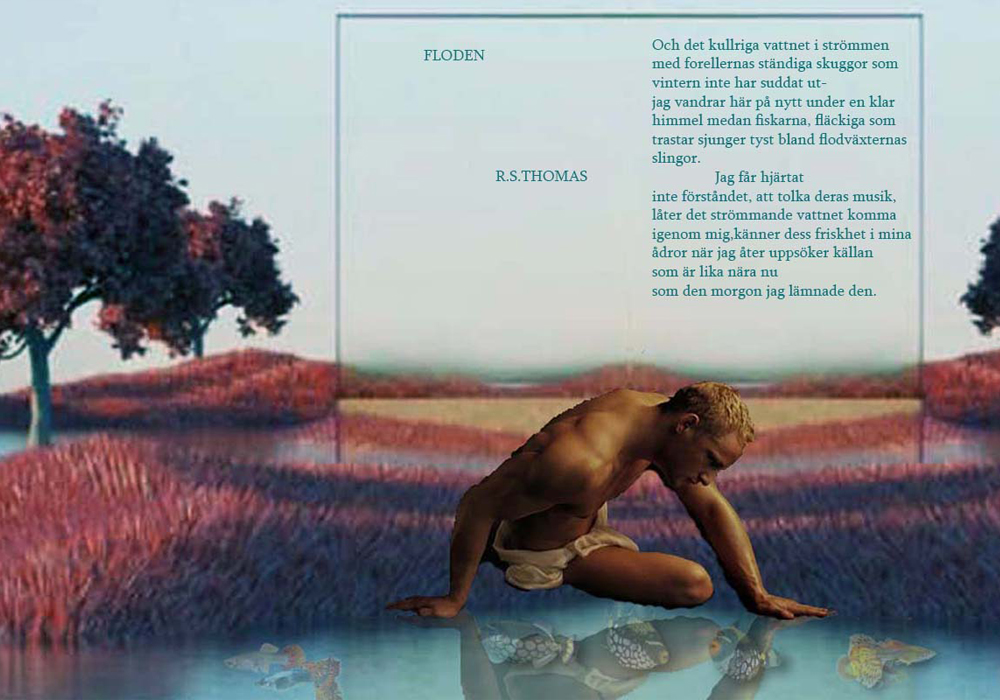 FLODEN
R.S.THOMAS
Och det kullriga vattnet i strömmen
med forellernas ständiga skuggor som
vintern inte har suddat ut-
jag vandrar här på nytt under en klar
himmel medan fiskarna, fläckiga som
trastar sjunger tyst bland flodväxternas
slingor.
Jag får hjärtat
inte förståndet, att tolka deras musik,
låter det strömmande vattnet komma
igenom mig,känner dess friskhet i mina
ådror när jag åter uppsöker källan
som är lika nära nu
som den morgon jag lämnade den.